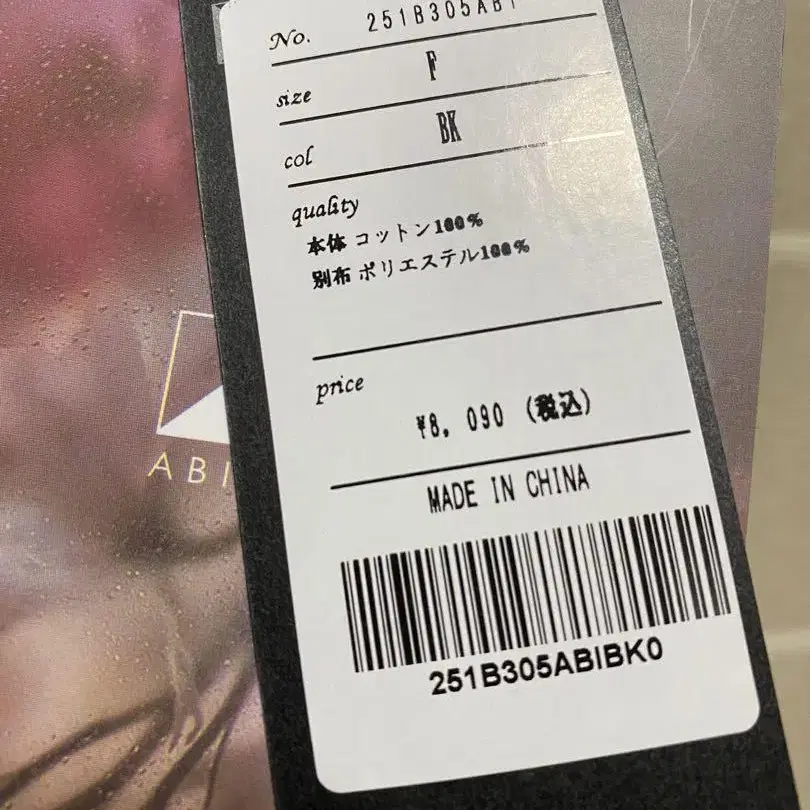 No. 251B305ABI
size F
col BK
quality
本体 コットン100%
別布 ポリエステル100%
price
¥8,090 (税込)
MADE IN CHINA
251B305ABIBK0
ABI